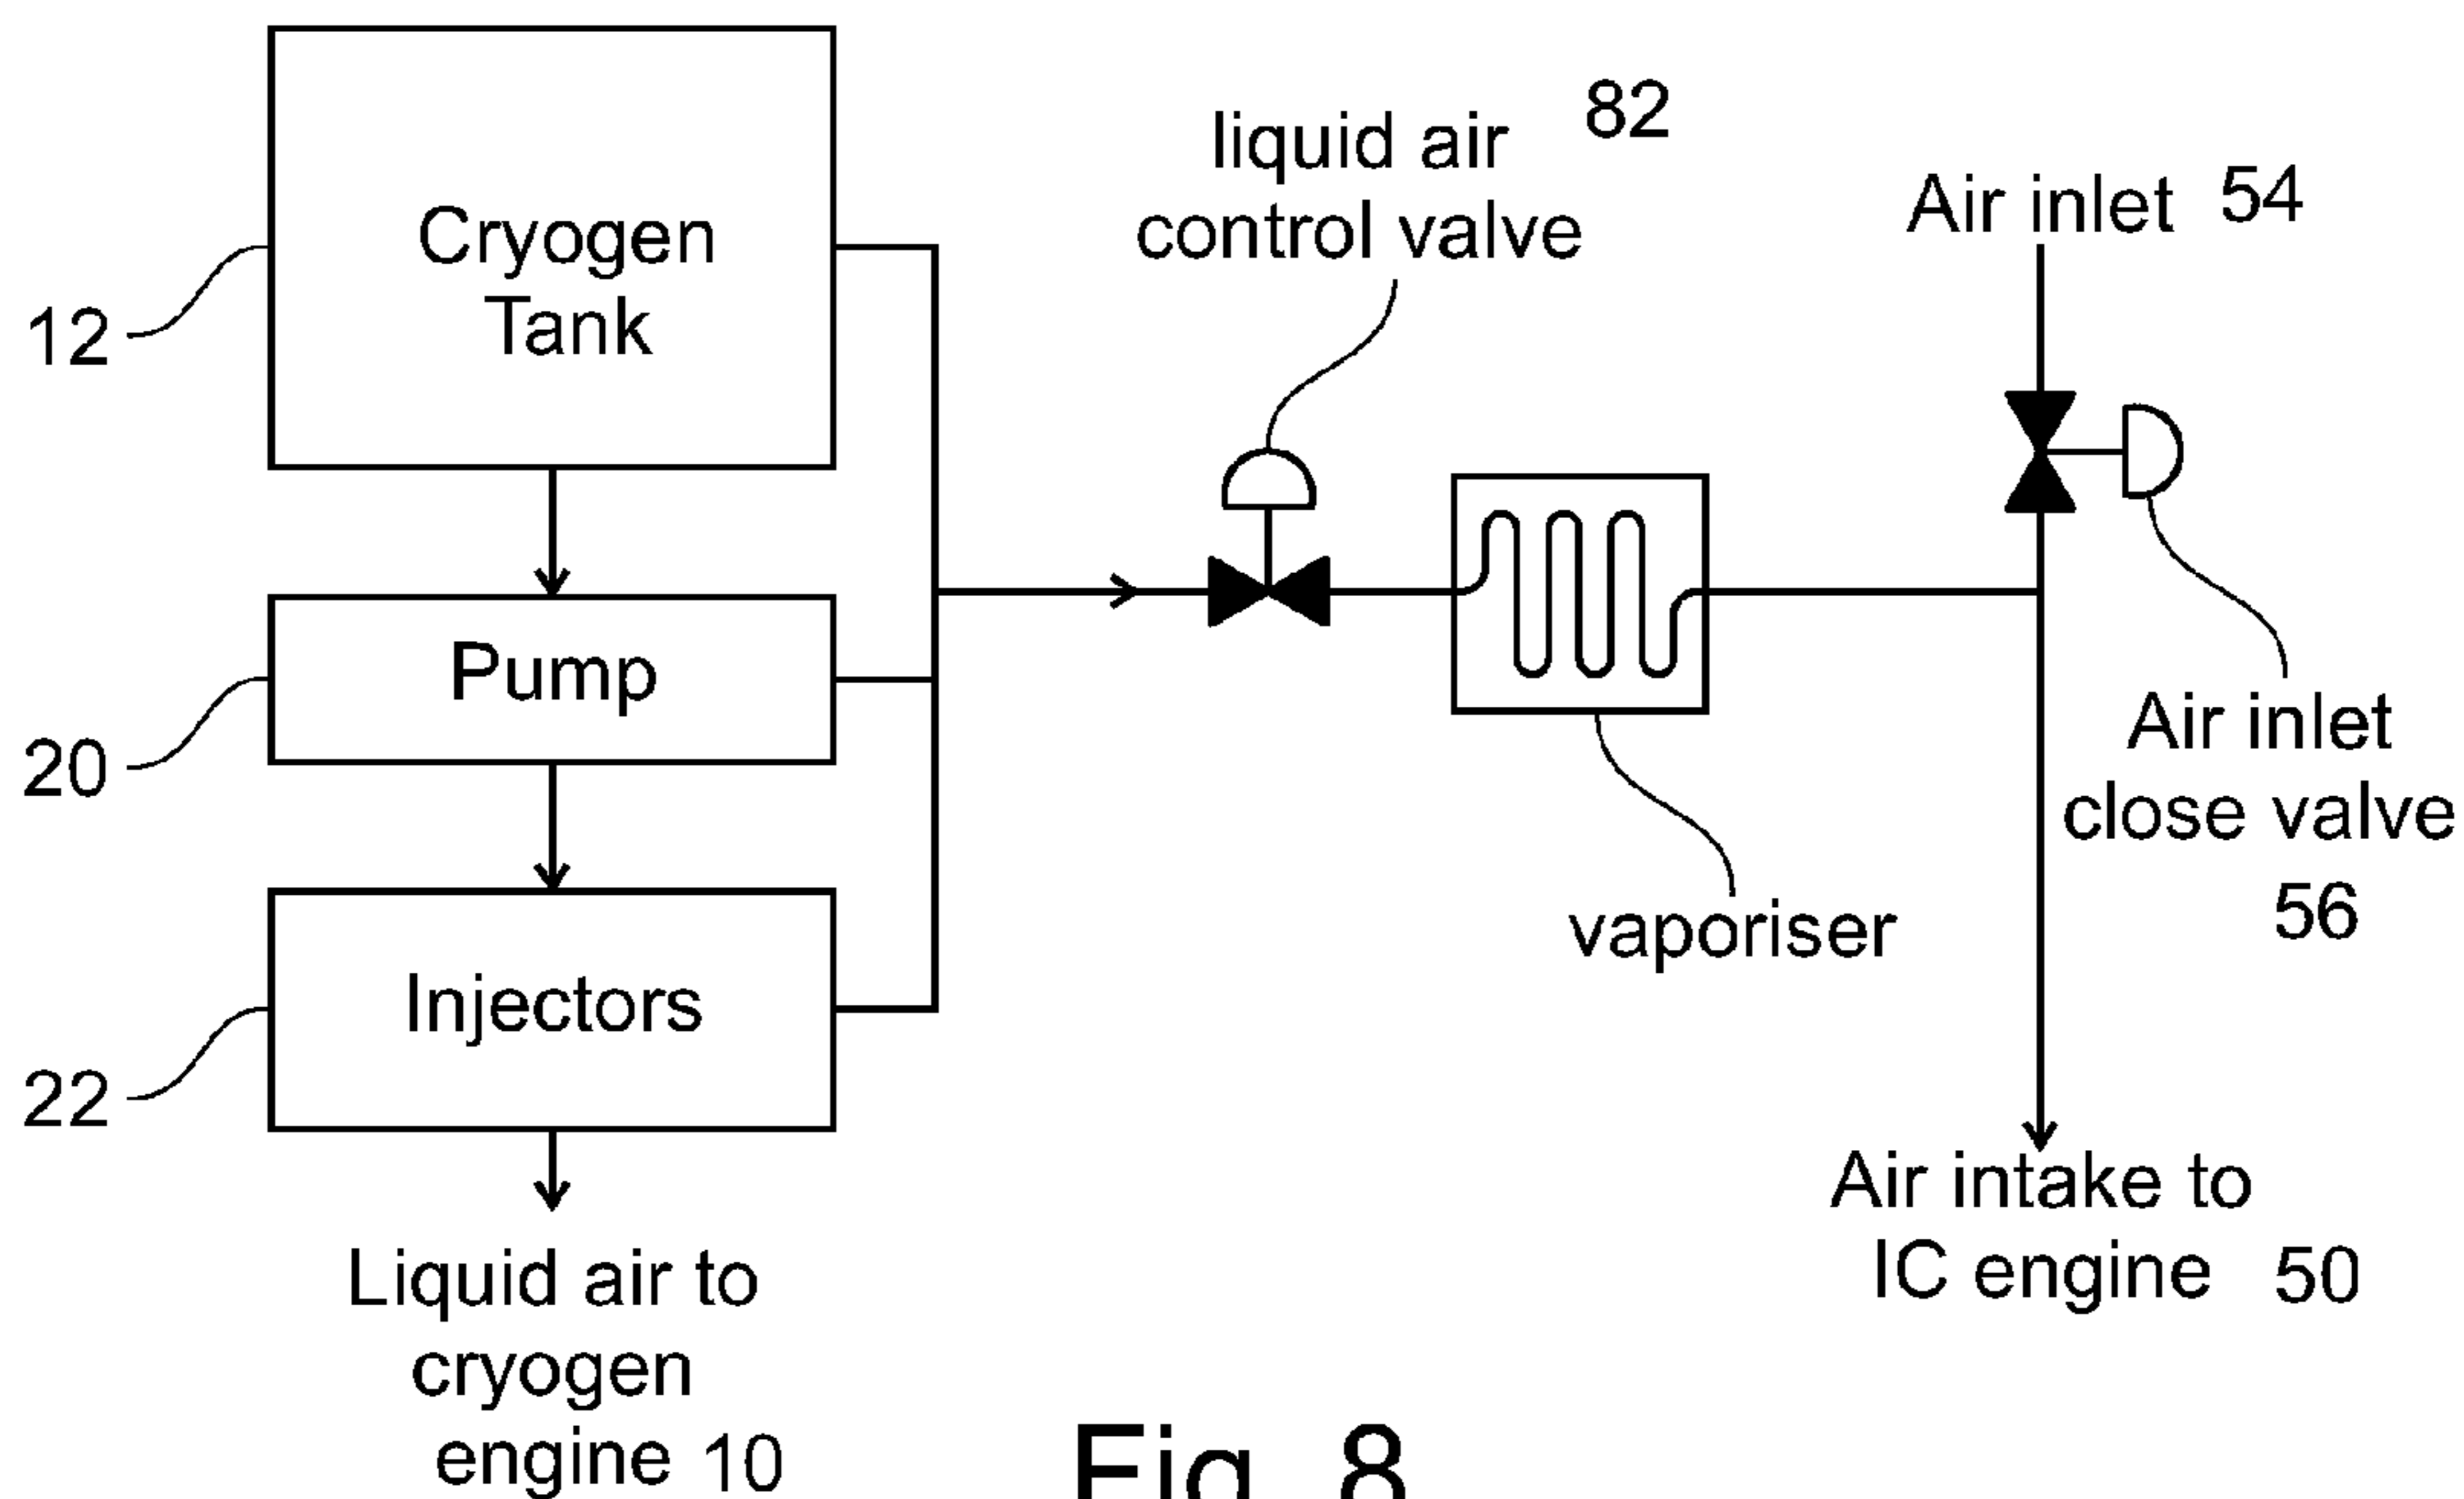 Cryogen
Tank
12
Pump
20
Injectors
22
Liquid air to
cryogen
engine 10
liquid air 82
control valve
vaporiser
Air inlet 54
Air inlet
close valve
56
Air intake to
IC engine 50
Fig. 8